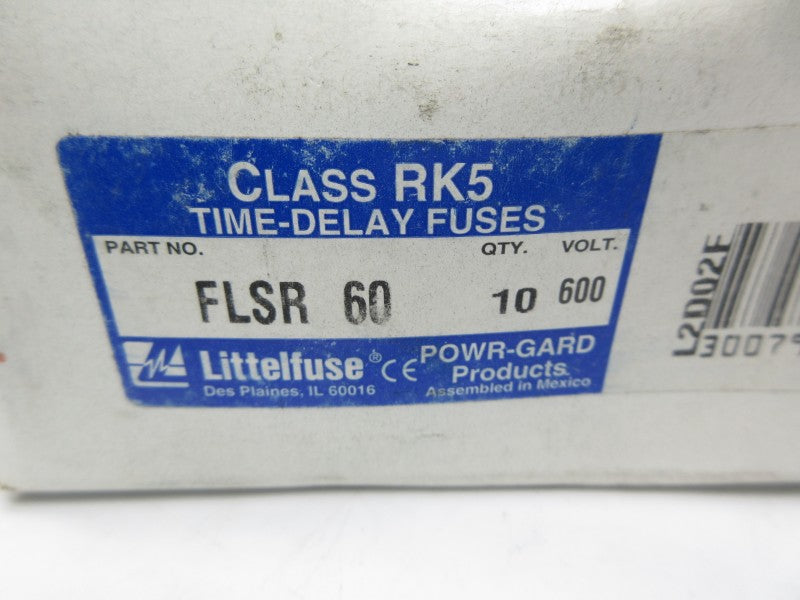 CLASS RK5
TIME-DELAY FUSES
PART NO. QTY. VOLT.
FLSR 60 10 600
Littelfuse® CE POWR-GARD
Products
Des Plaines, IL 60016 Assembled in Mexico
L2D02F